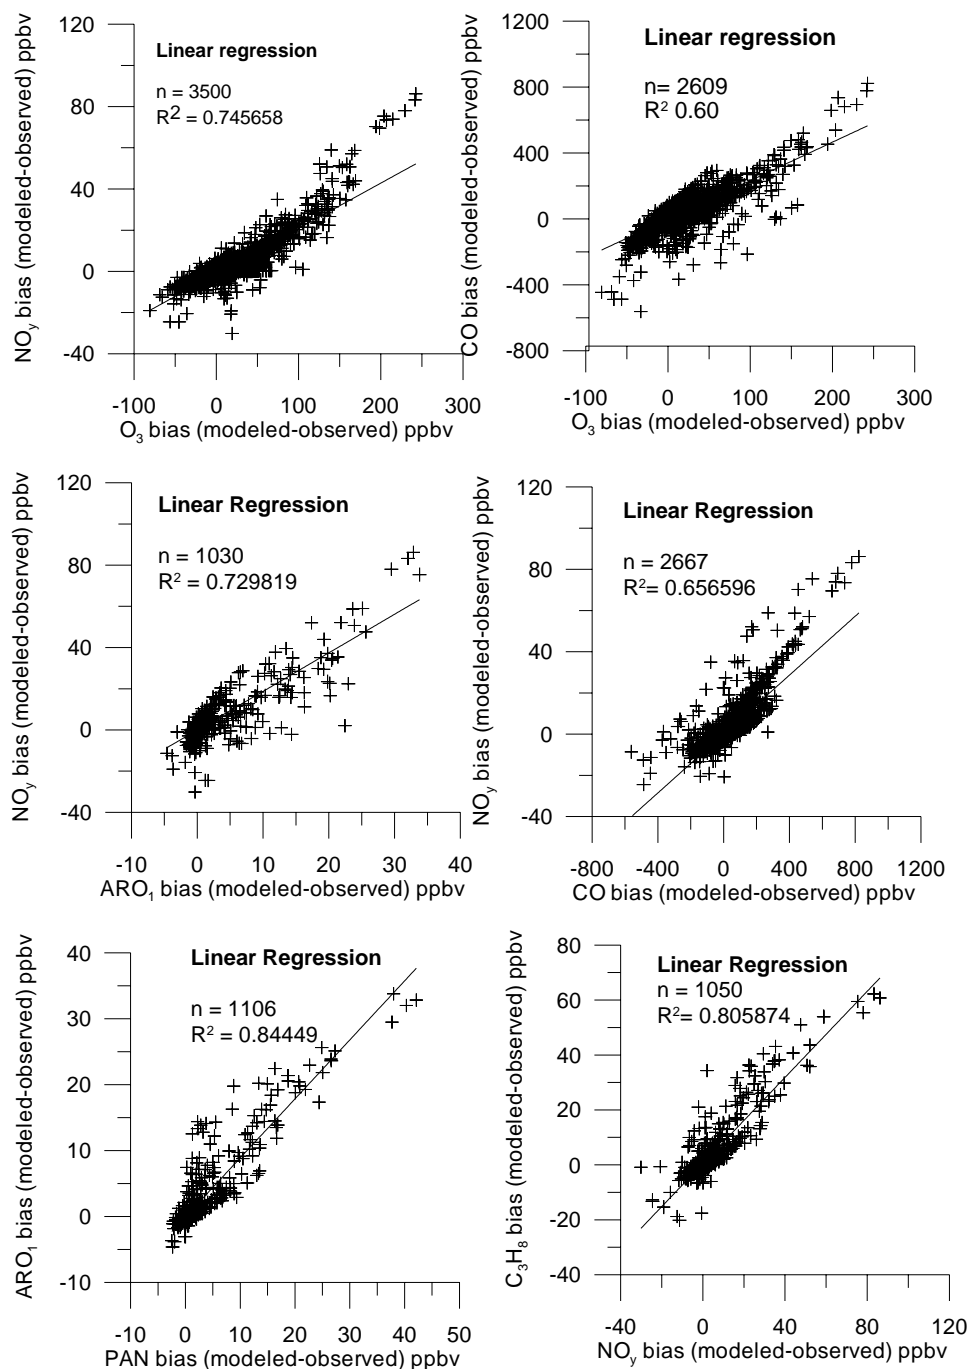 NOy bias (modeled-observed) ppbv
120
80
40
0
-40
Linear regression
n = 3500
R2 = 0.745658
-100 0 100 200 300
O3 bias (modeled-observed) ppbv
CO bias (modeled-observed) ppbv
1200
800
400
0
-400
-800
Linear regression
n= 2609
R2 0.60
-100 0 100 200 300
O3 bias (modeled-observed) ppbv
NOy bias (modeled-observed) ppbv
120
80
40
0
-40
Linear Regression
n = 1030
R2 = 0.729819
-10 0 10 20 30 40
ARO1 bias (modeled-observed) ppbv
NOy bias (modeled-observed) ppbv
120
80
40
0
-40
Linear Regression
n = 2667
R2= 0.656596
-800 -400 0 400 800 1200
CO bias (modeled-observed) ppbv
ARO1 bias (modeled-observed) ppbv
40
30
20
10
0
-10
Linear Regression
n = 1106
R2 = 0.84449
-10 0 10 20 30 40 50
PAN bias (modeled-observed) ppbv
C3H8 bias (modeled-observed) ppbv
80
60
40
20
0
-20
-40
Linear Regression
n = 1050
R2= 0.805874
-40 0 40 80 120
NOy bias (modeled-observed) ppbv